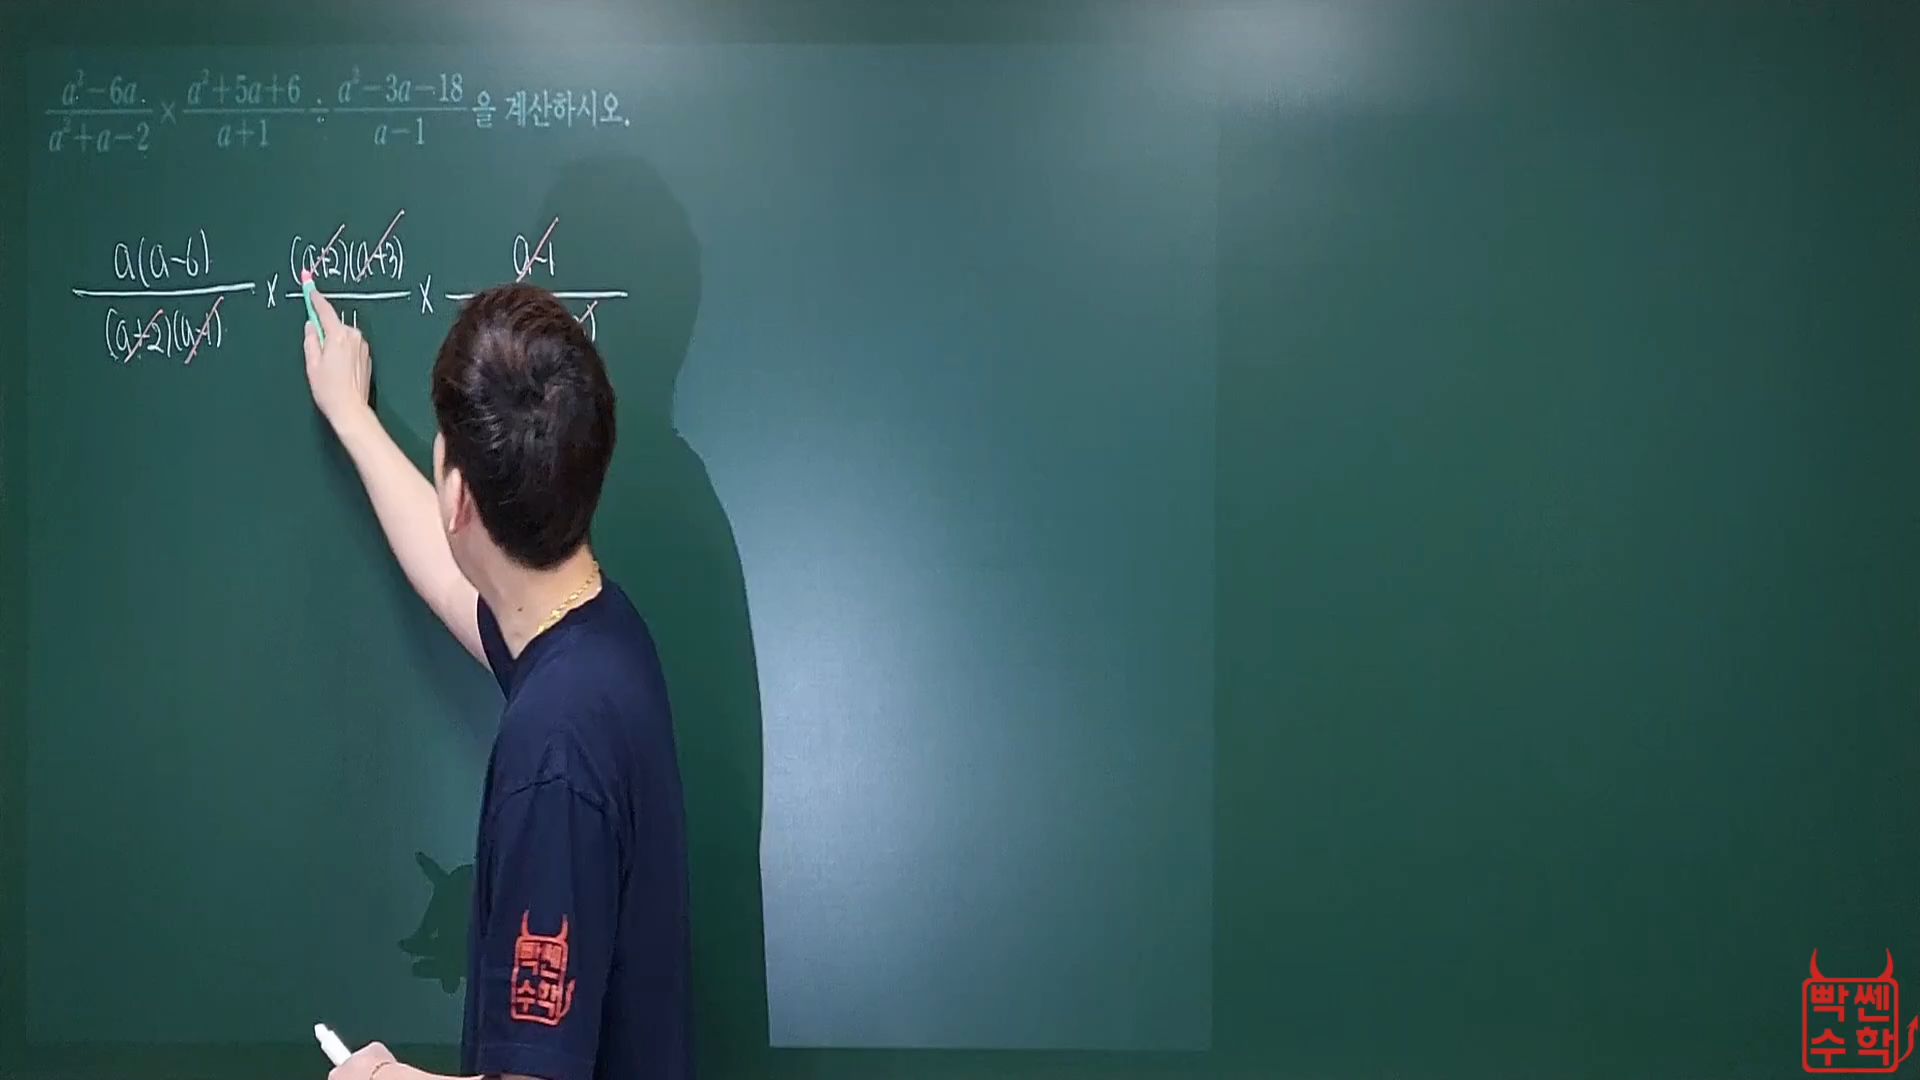 a²-6a / a²+a-2 × a²+5a+6 / a+1 ÷ a²-3a-18 / a-1 을 계산하시오.
a(a-6) / (a+2)(a-1) × (a+2)(a+3) × a-1
빡쎈
수학
빡쎈
수학